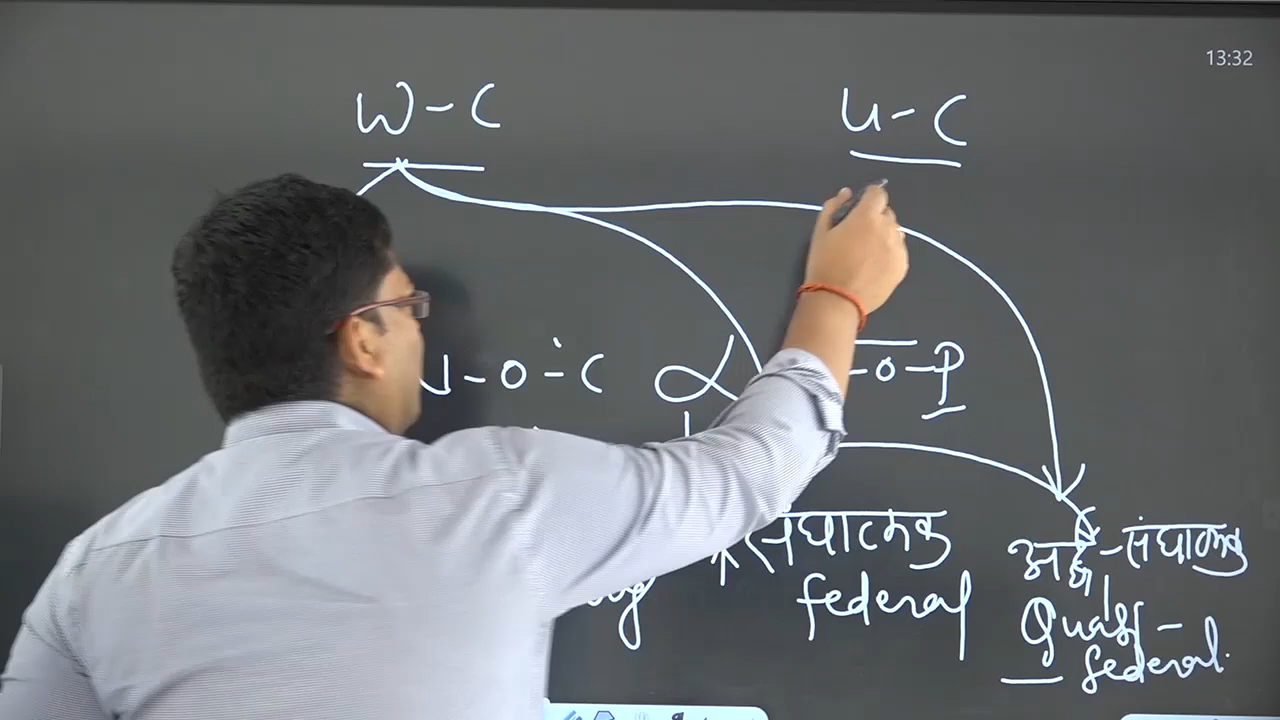 13:32
W-C U-C
-O-C α -O-P
संघात्मक अर्द्ध-संघात्मक
federal Quasi-
federal.